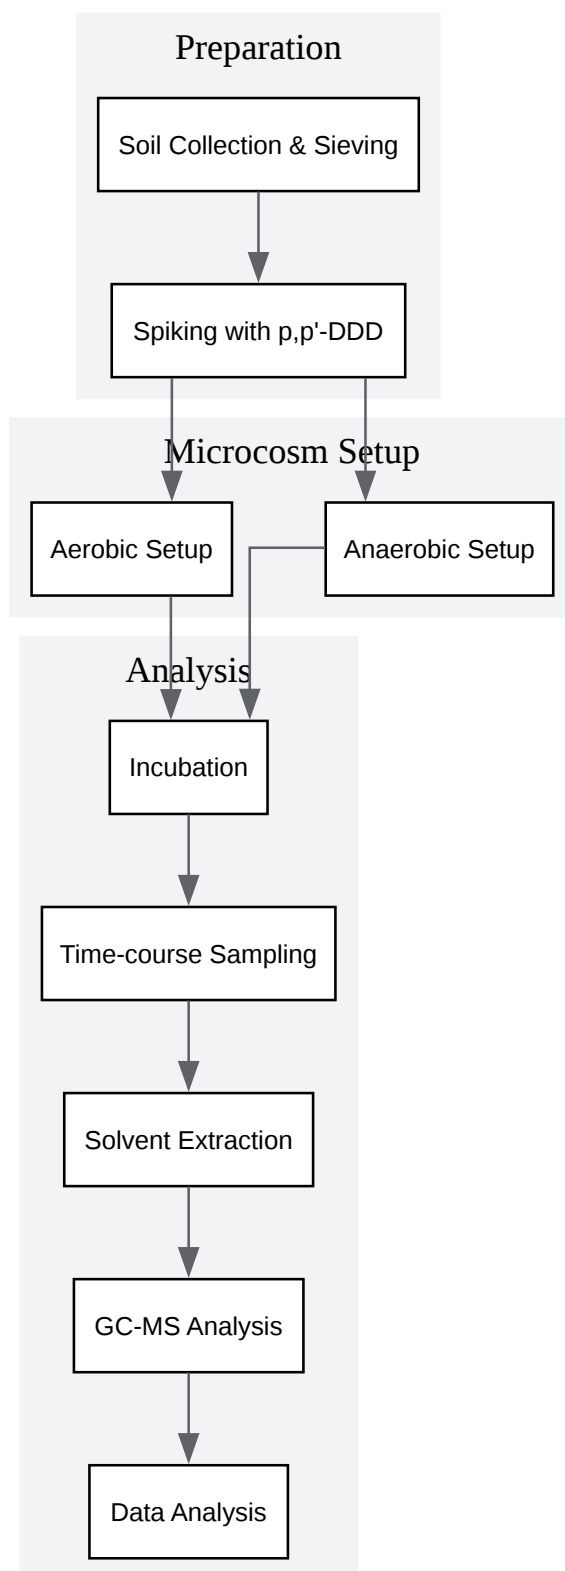 Preparation
Soil Collection & Sieving
Spiking with p,p'-DDD
Microcosm Setup
Aerobic Setup
Anaerobic Setup
Analysis
Incubation
Time-course Sampling
Solvent Extraction
GC-MS Analysis
Data Analysis